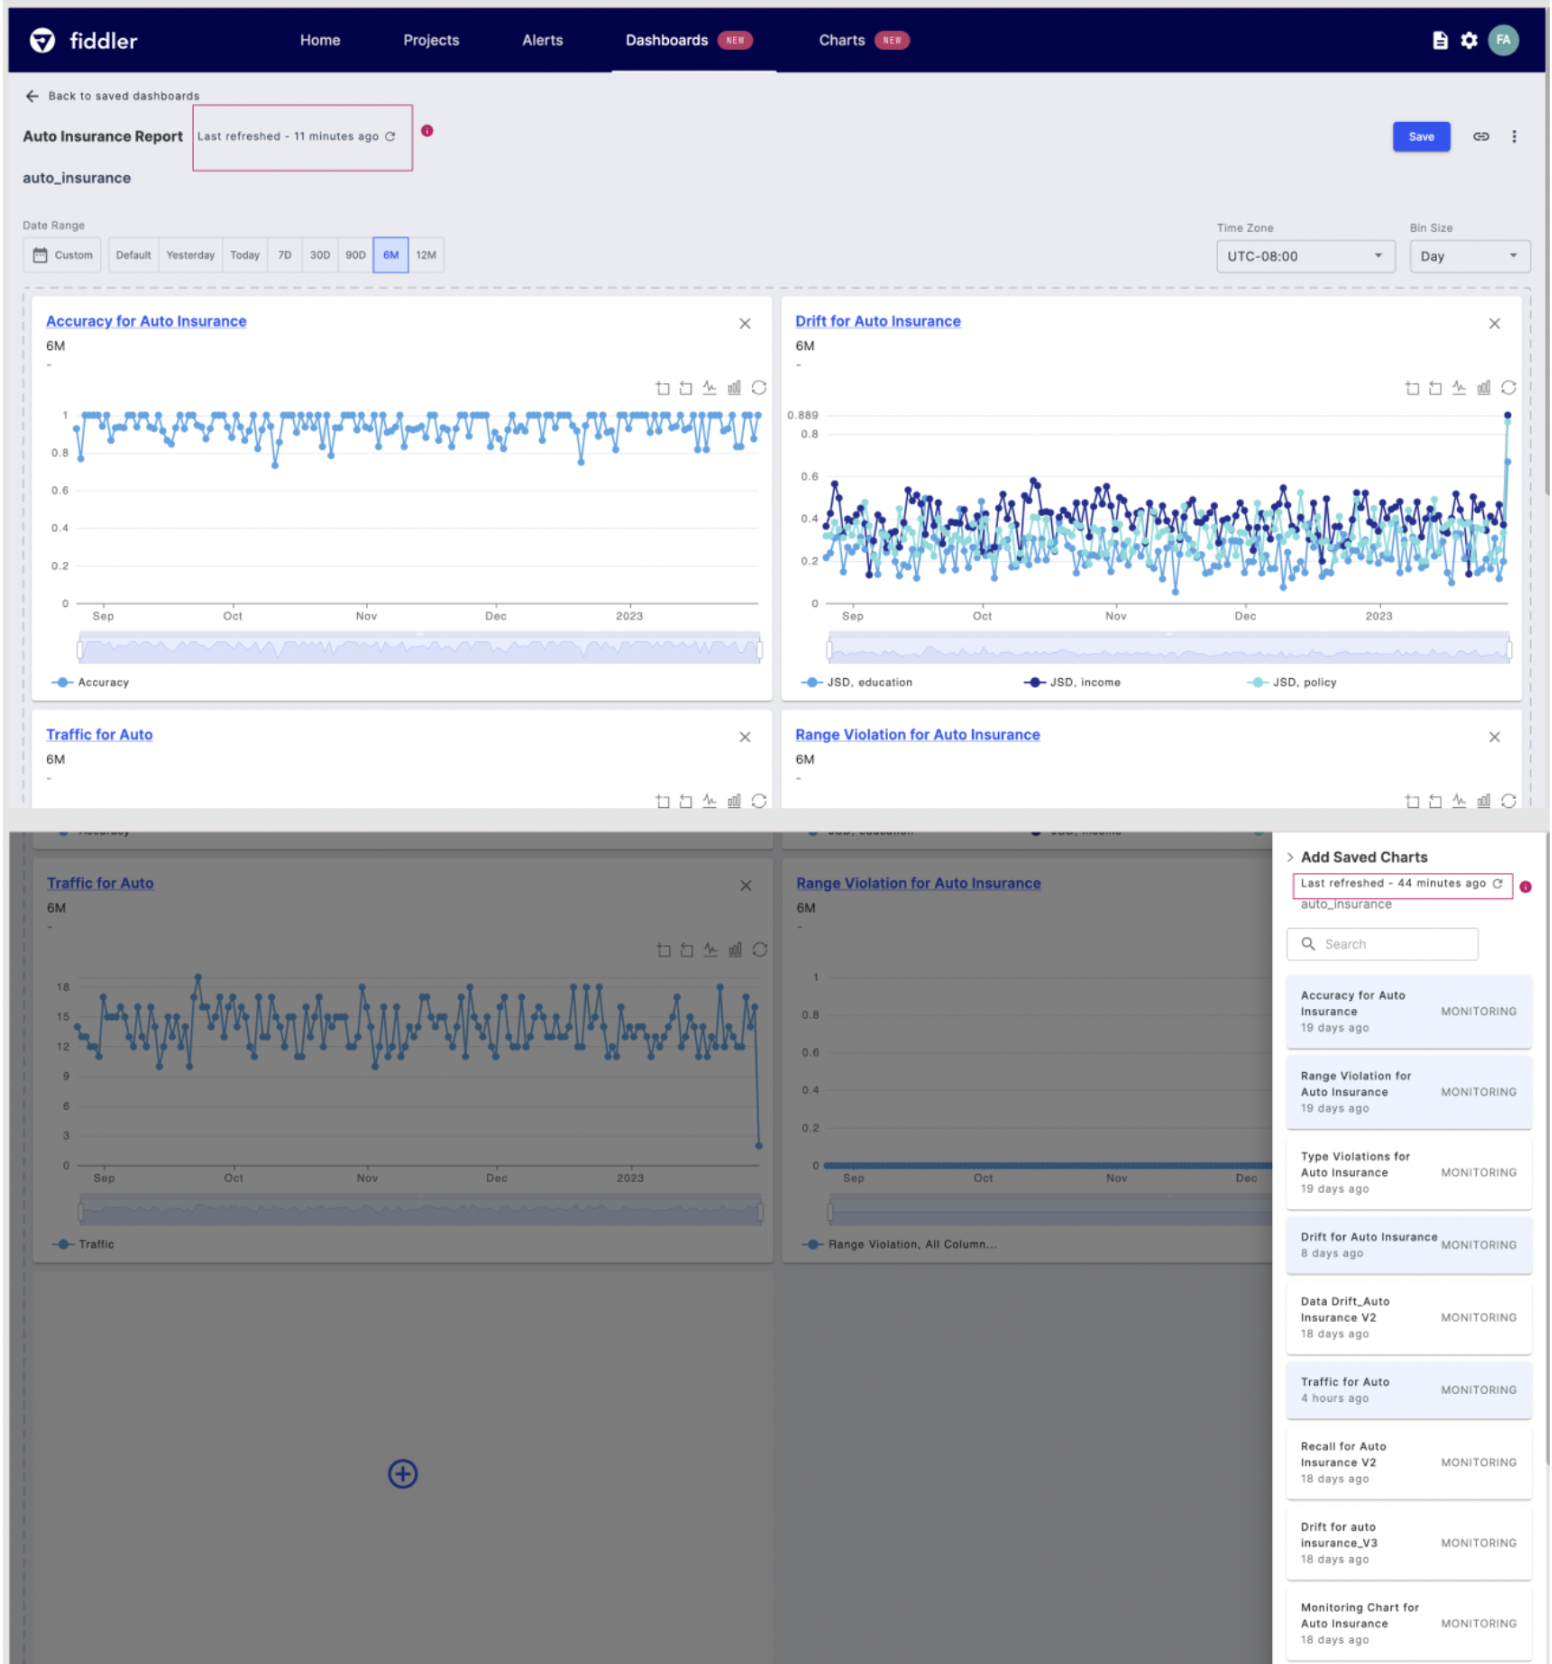 fiddler Home Projects Alerts Dashboards NEW Charts NEW FA
Back to saved dashboards
Auto Insurance Report Last refreshed - 11 minutes ago Save
auto_insurance
Date Range Time Zone Bin Size
Custom Default Yesterday Today 7D 30D 90D 6M 12M UTC-08:00 Day
Accuracy for Auto Insurance
6M
-
1
0.8
0.6
0.4
0.2
0
Sep Oct Nov Dec 2023
Accuracy
Drift for Auto Insurance
6M
-
0.889
0.8
0.6
0.4
0.2
0
Sep Oct Nov Dec 2023
JSD, education JSD, income JSD, policy
Traffic for Auto
6M
-
Range Violation for Auto Insurance
6M
-
Accuracy JSD, education JSD, income
Traffic for Auto
6M
-
18
15
12
9
6
3
0
Sep Oct Nov Dec 2023
Traffic
Range Violation for Auto Insurance
6M
-
1
0.8
0.6
0.4
0.2
0
Sep Oct Nov Dec
Range Violation, All Column...
Add Saved Charts
Last refreshed - 44 minutes ago
auto_insurance
Search
Accuracy for Auto
Insurance MONITORING
19 days ago
Range Violation for
Auto Insurance MONITORING
19 days ago
Type Violations for
Auto Insurance MONITORING
19 days ago
Drift for Auto Insurance MONITORING
8 days ago
Data Drift_Auto
Insurance V2 MONITORING
18 days ago
Traffic for Auto MONITORING
4 hours ago
Recall for Auto
Insurance V2 MONITORING
18 days ago
Drift for auto
insurance_V3 MONITORING
18 days ago
Monitoring Chart for
Auto Insurance MONITORING
18 days ago